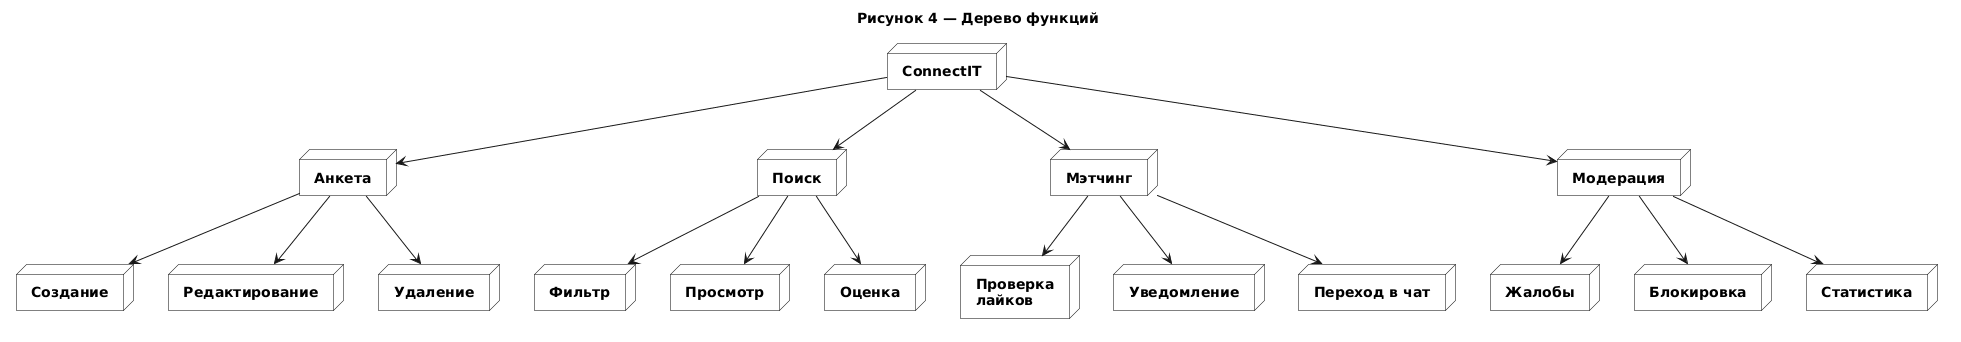 Рисунок 4 — Дерево функций
ConnectIT
Анкета
Поиск
Мэтчинг
Модерация
Создание
Редактирование
Удаление
Фильтр
Просмотр
Оценка
Проверка
лайков
Уведомление
Переход в чат
Жалобы
Блокировка
Статистика